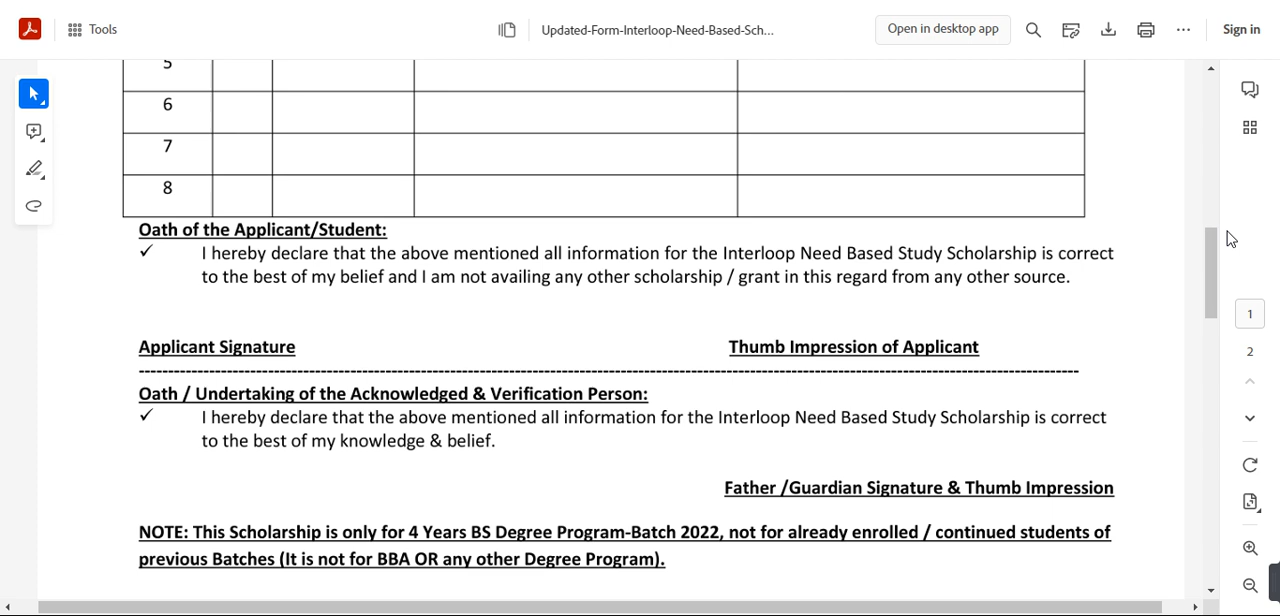 Tools
Updated-Form-Interloop-Need-Based-Sch...
Open in desktop app
Sign in
5
6
7
8
Oath of the Applicant/Student:
✓ I hereby declare that the above mentioned all information for the Interloop Need Based Study Scholarship is correct
to the best of my belief and I am not availing any other scholarship / grant in this regard from any other source.
Applicant Signature Thumb Impression of Applicant
Oath / Undertaking of the Acknowledged & Verification Person:
✓ I hereby declare that the above mentioned all information for the Interloop Need Based Study Scholarship is correct
to the best of my knowledge & belief.
Father /Guardian Signature & Thumb Impression
NOTE: This Scholarship is only for 4 Years BS Degree Program-Batch 2022, not for already enrolled / continued students of
previous Batches (It is not for BBA OR any other Degree Program).
1
2